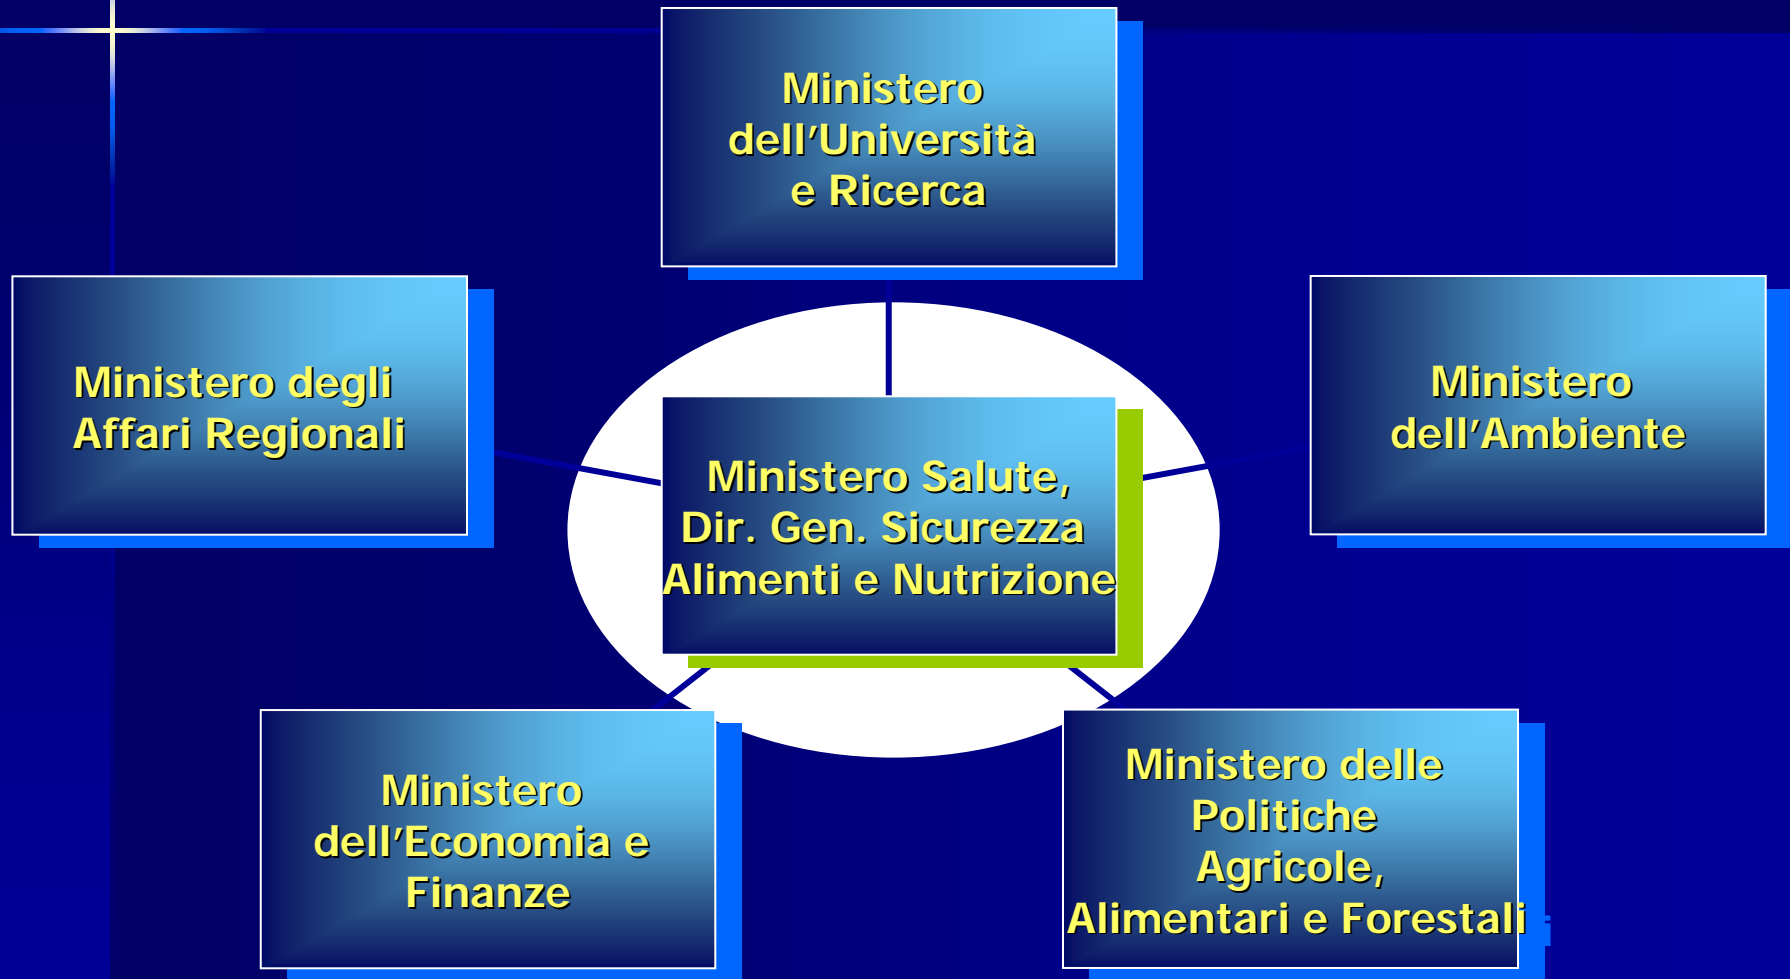 Ministero
dell’Università
e Ricerca
Ministero degli
Affari Regionali
Ministero
dell’Ambiente
Ministero Salute,
Dir. Gen. Sicurezza
Alimenti e Nutrizione
Ministero
dell’Economia e
Finanze
Ministero delle
Politiche
Agricole,
Alimentari e Forestali